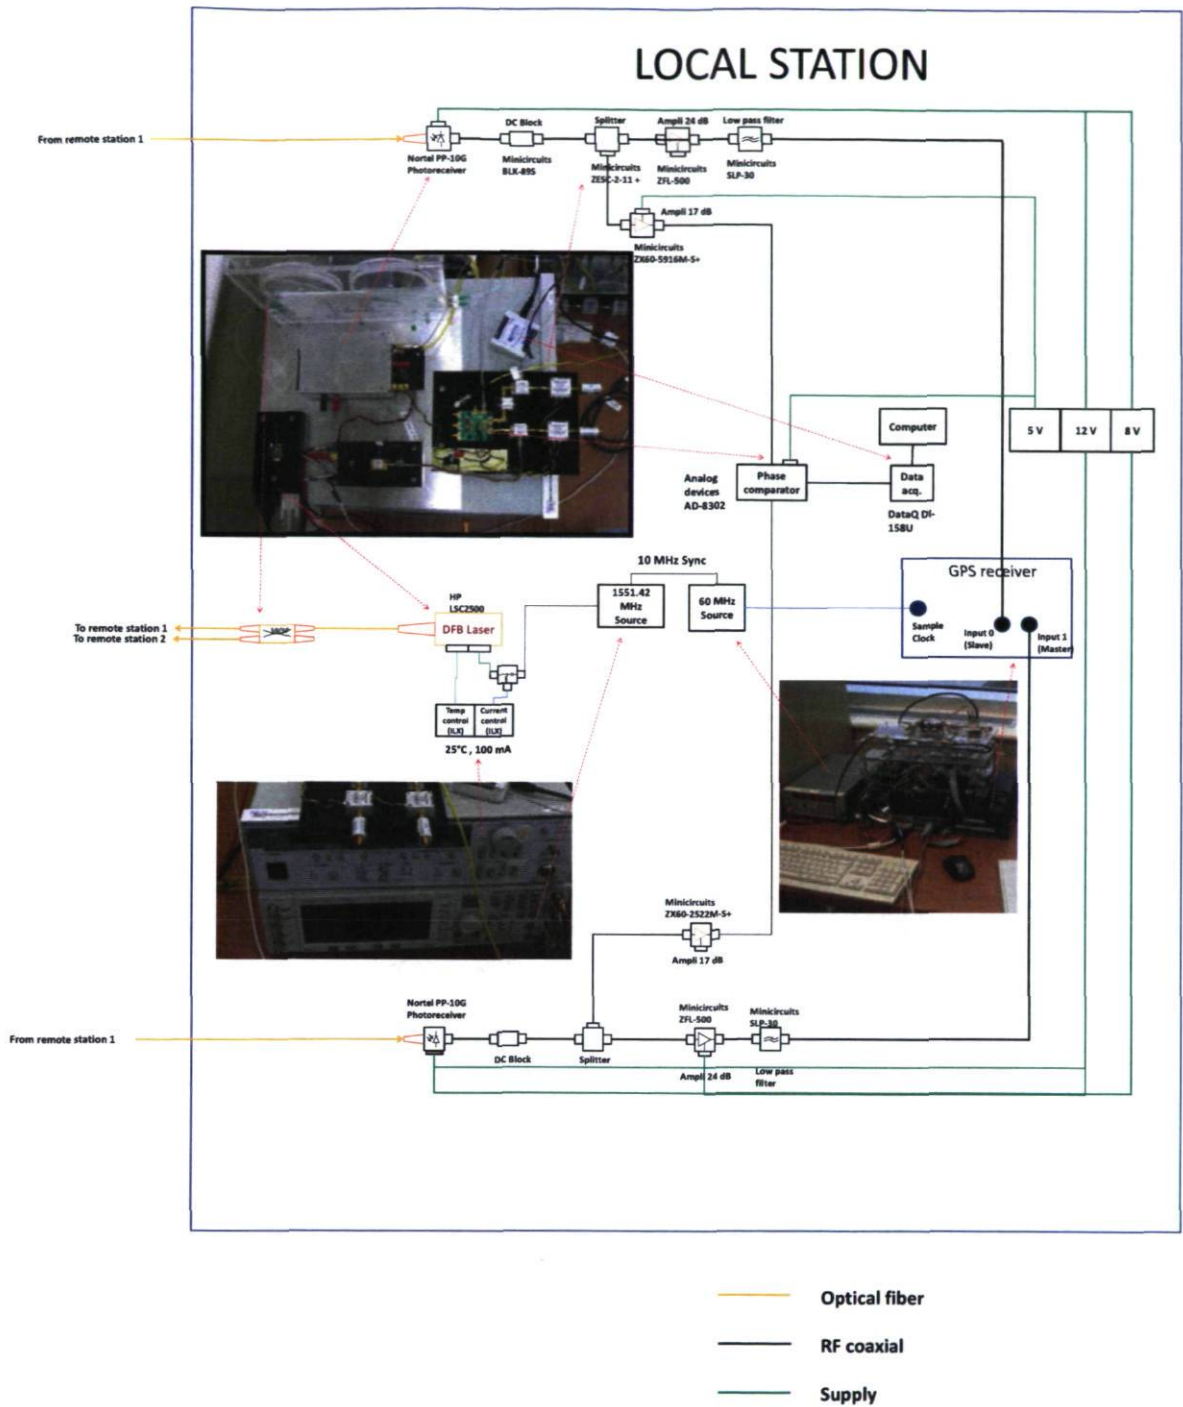 LOCAL STATION
From remote station 1
Nortel PP-10G
Photoreceiver
DC Block
Minicircuits
BLK-89S
Splitter
Minicircuits
ZESC-2-11 +
Ampli 24 dB
Minicircuits
ZFL-500
Low pass filter
Minicircuits
SLP-30
Ampli 17 dB
Minicircuits
ZX60-5916M-S+
5 V
12 V
8 V
Computer
Analog
devices
AD-8302
Phase
comparator
Data
acq.
DataQ DI-
158U
10 MHz Sync
1551.42
MHz
Source
60 MHz
Source
GPS receiver
Sample
Clock
Input 0
(Slave)
Input 1
(Master)
To remote station 1
To remote station 2
HP
LSC2500
DFB Laser
Temp
control
(ILX)
Current
control
(ILX)
25°C , 100 mA
Minicircuits
ZX60-2522M-S+
Ampli 17 dB
From remote station 1
Nortel PP-10G
Photoreceiver
DC Block
Splitter
Minicircuits
ZFL-500
Ampli 24 dB
Minicircuits
SLP-30
Low pass
filter
Optical fiber
RF coaxial
Supply